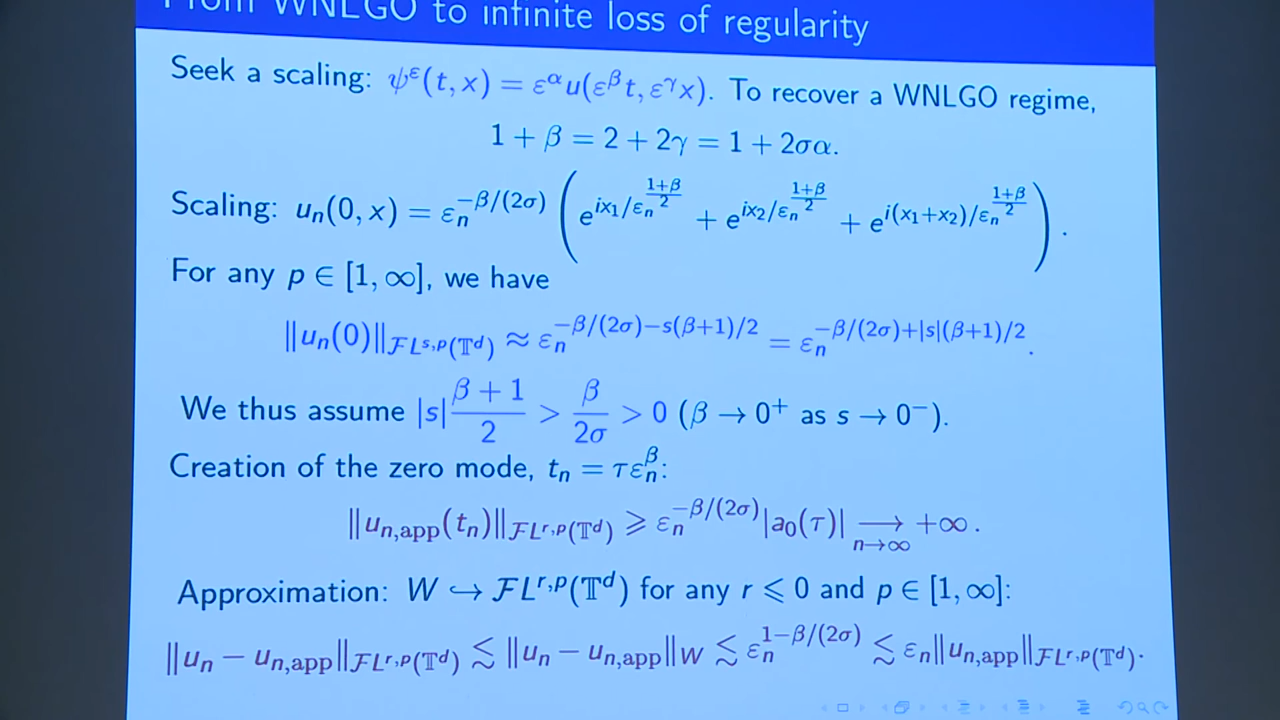 From WNLGO to infinite loss of regularity
Seek a scaling: ψ^ε(t, x) = ε^α u(ε^β t, ε^γ x). To recover a WNLGO regime,
1 + β = 2 + 2γ = 1 + 2σα.
Scaling: u_n(0, x) = ε_n^{−β/(2σ)} ( e^{ix_1/ε_n^{\frac{1+β}{2}}} + e^{ix_2/ε_n^{\frac{1+β}{2}}} + e^{i(x_1+x_2)/ε_n^{\frac{1+β}{2}}} ).
For any p ∈ [1, ∞], we have
‖u_n(0)‖_{ℱL^{s,p}(𝕋^d)} ≈ ε_n^{−β/(2σ)−s(β+1)/2} = ε_n^{−β/(2σ)+|s|(β+1)/2}.
We thus assume |s| \frac{β + 1}{2} > \frac{β}{2σ} > 0 (β → 0^+ as s → 0^−).
Creation of the zero mode, t_n = τε_n^β:
‖u_{n,app}(t_n)‖_{ℱL^{r,p}(𝕋^d)} ⩾ ε_n^{−β/(2σ)} |a_0(τ)| ⟶_{n→∞} +∞.
Approximation: W ↪ ℱL^{r,p}(𝕋^d) for any r ⩽ 0 and p ∈ [1, ∞]:
‖u_n − u_{n,app}‖_{ℱL^{r,p}(𝕋^d)} ≲ ‖u_n − u_{n,app}‖_W ≲ ε_n^{1−β/(2σ)} ≲ ε_n‖u_{n,app}‖_{ℱL^{r,p}(𝕋^d)}.